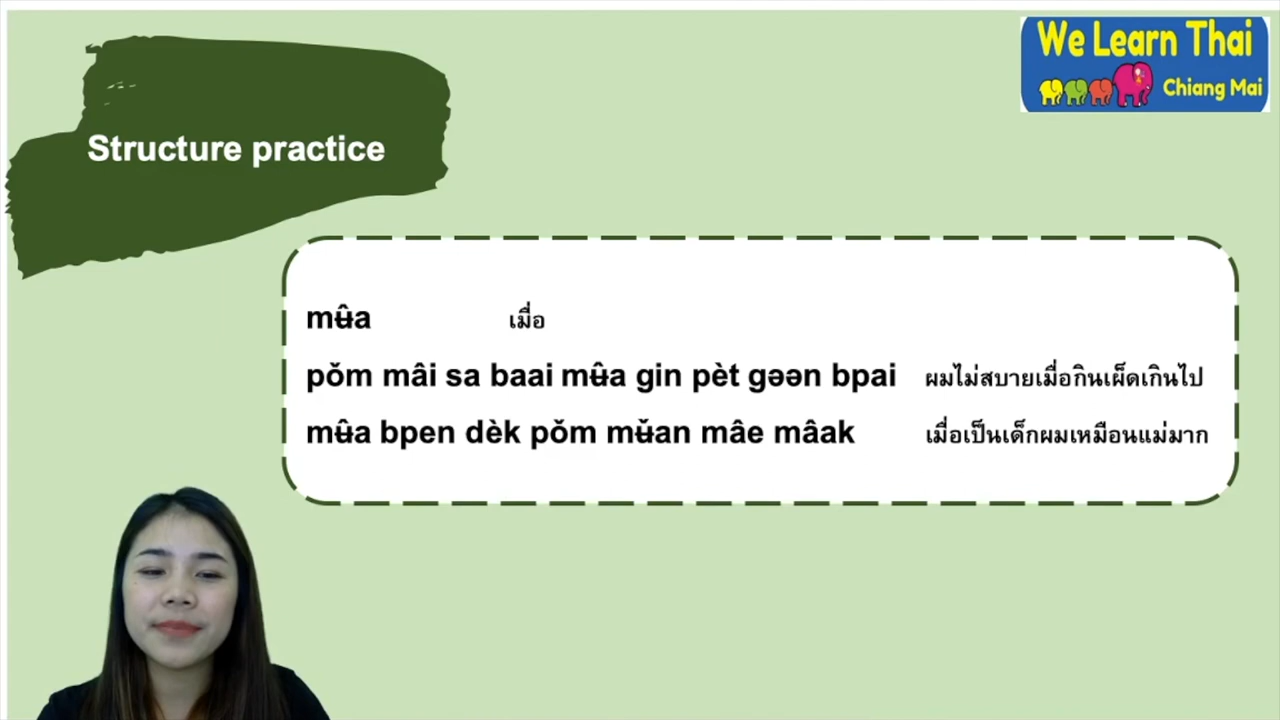 We Learn Thai
Chiang Mai
Structure practice
mʉ̂a เมื่อ
pǒm mâi sa baai mʉ̂a gin pèt gəən bpai ผมไม่สบายเมื่อกินเผ็ดเกินไป
mʉ̂a bpen dèk pǒm mʉ̌an mâe mâak เมื่อเป็นเด็กผมเหมือนแม่มาก